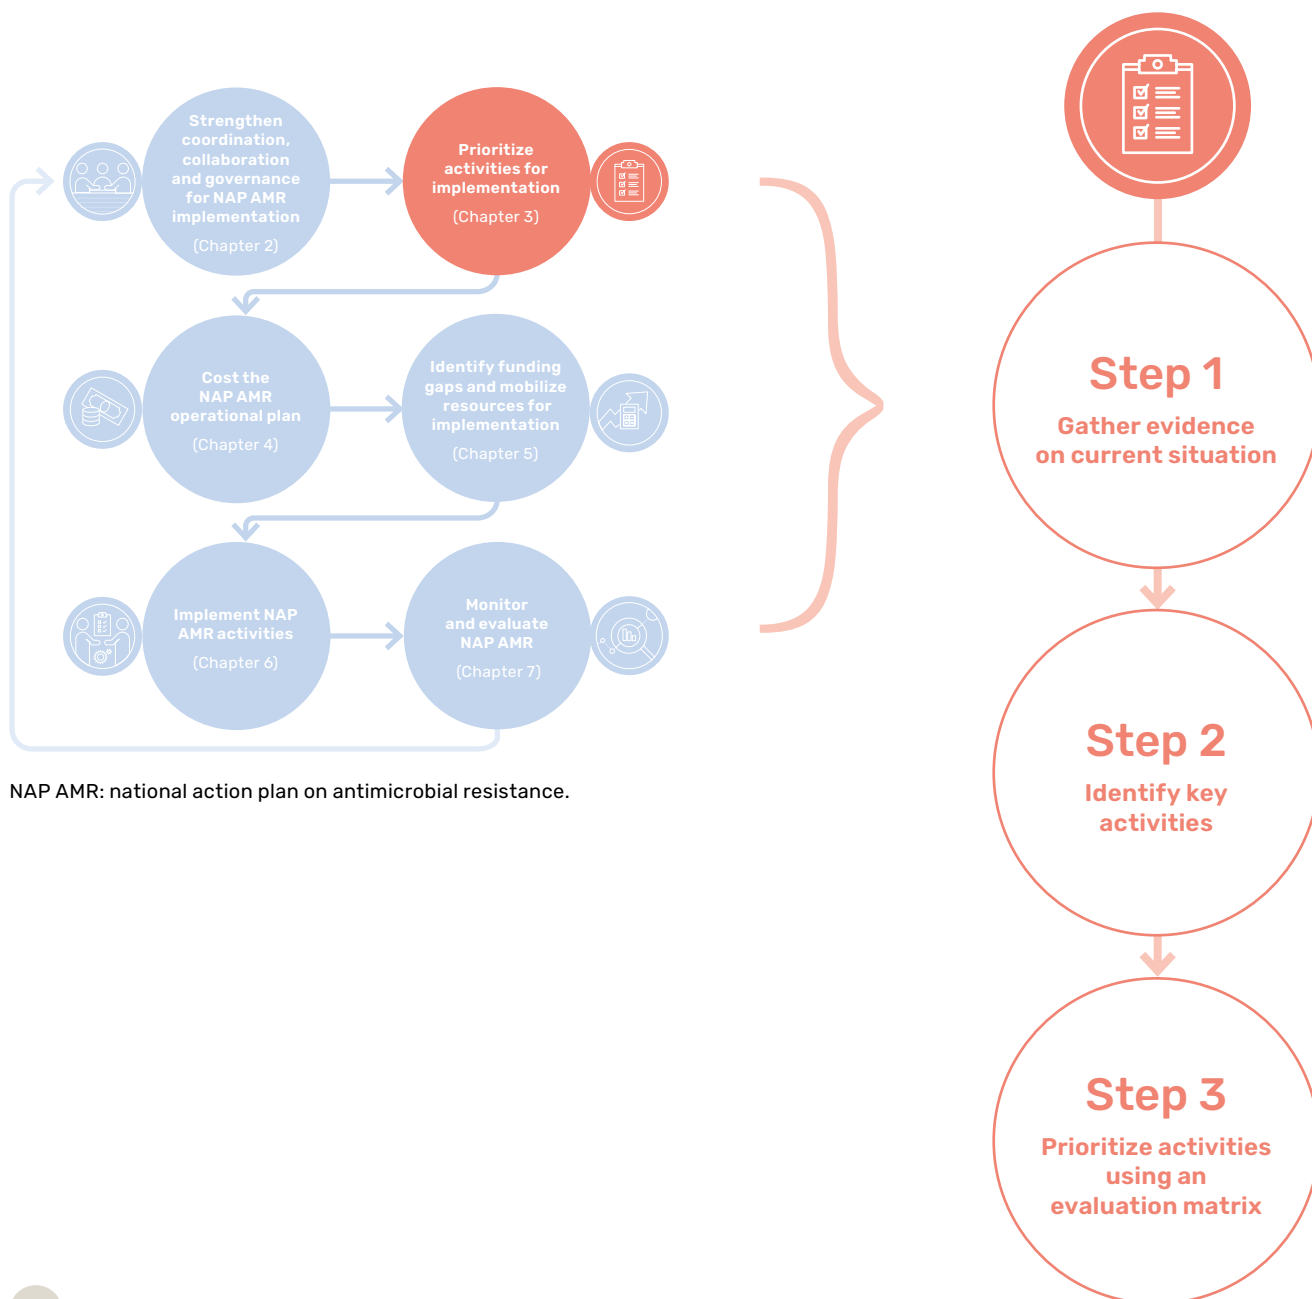 Strengthen
coordination,
collaboration
and governance
for NAP AMR
implementation
(Chapter 2)
Prioritize
activities for
implementation
(Chapter 3)
Cost the
NAP AMR
operational plan
(Chapter 4)
Identify funding
gaps and mobilize
resources for
implementation
(Chapter 5)
Implement NAP
AMR activities
(Chapter 6)
Monitor
and evaluate
NAP AMR
(Chapter 7)
NAP AMR: national action plan on antimicrobial resistance.
Step 1
Gather evidence
on current situation
Step 2
Identify key
activities
Step 3
Prioritize activities
using an
evaluation matrix